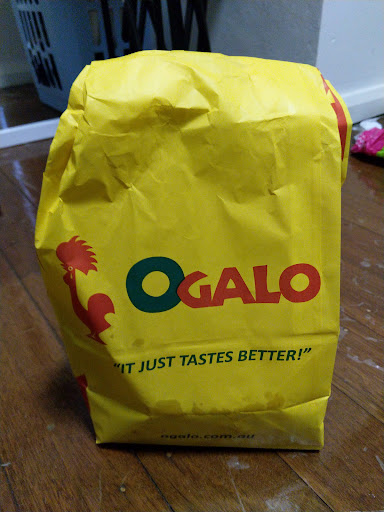 OGALO
"IT JUST TASTES BETTER!"
ogalo.com.au